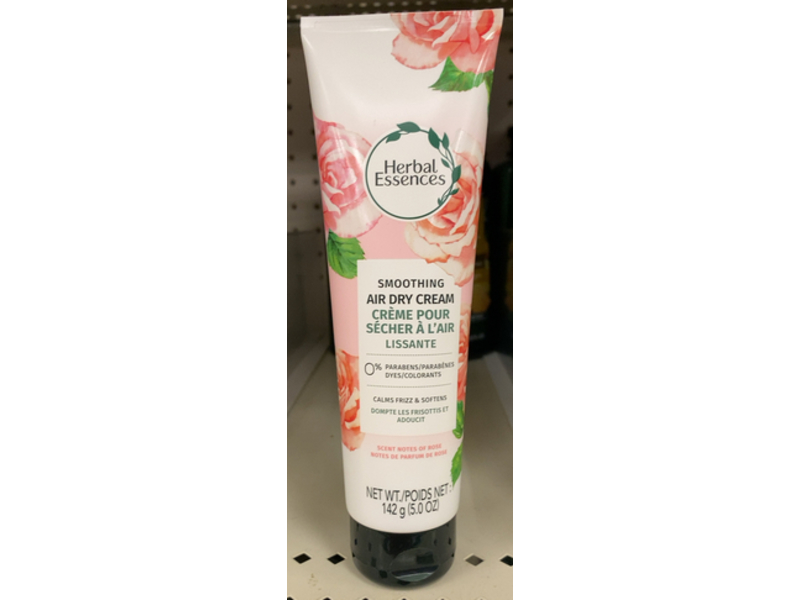 Herbal
Essences
SMOOTHING
AIR DRY CREAM
CRÈME POUR
SÉCHER À L'AIR
LISSANTE
0% PARABENS/PARABÈNES
DYES/COLORANTS
CALMS FRIZZ & SOFTENS
DOMPTE LES FRISOTTIS ET
ADOUCIT
SCENT NOTES OF ROSE
NOTES DE PARFUM DE ROSE
NET WT./POIDS NET :
142 g (5.0 OZ)